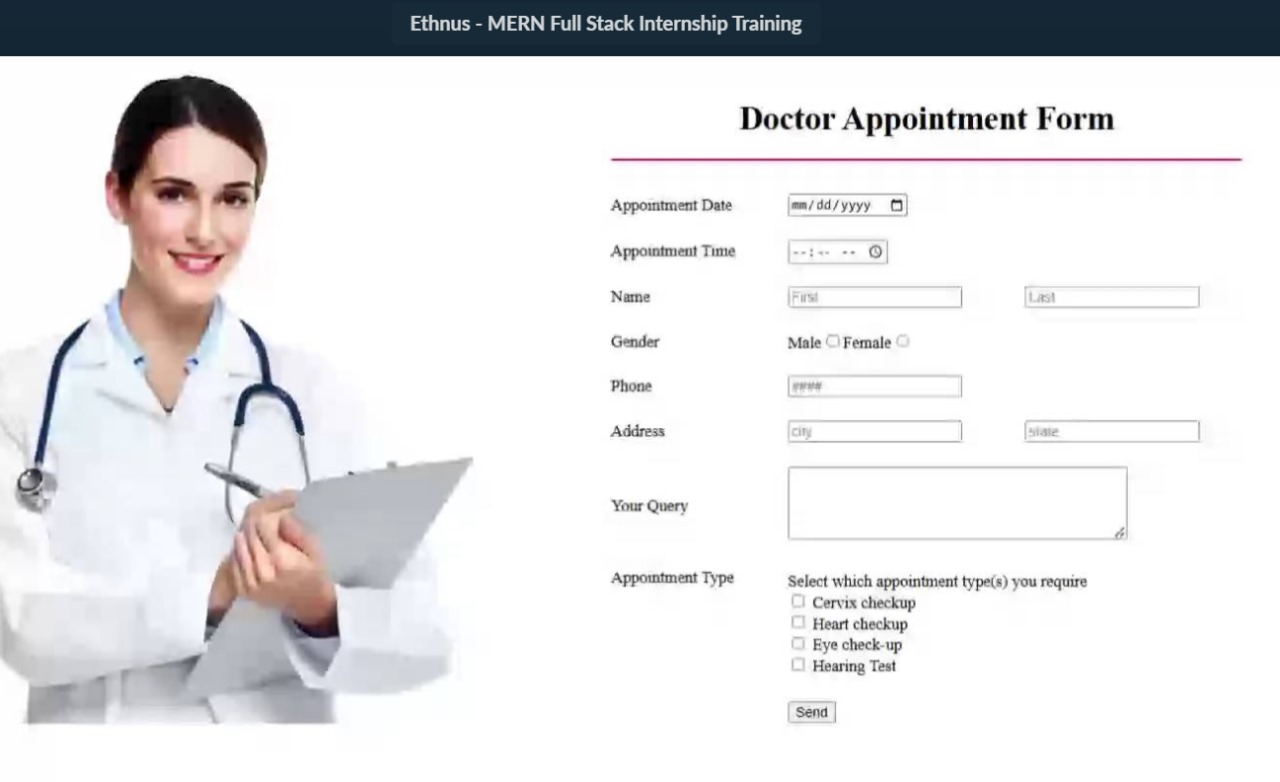 Ethnus - MERN Full Stack Internship Training
Doctor Appointment Form
Appointment Date mm/dd/yyyy
Appointment Time --:-- --
Name First Last
Gender Male Female
Phone ####
Address city state
Your Query
Appointment Type Select which appointment type(s) you require
Cervix checkup
Heart checkup
Eye check-up
Hearing Test
Send